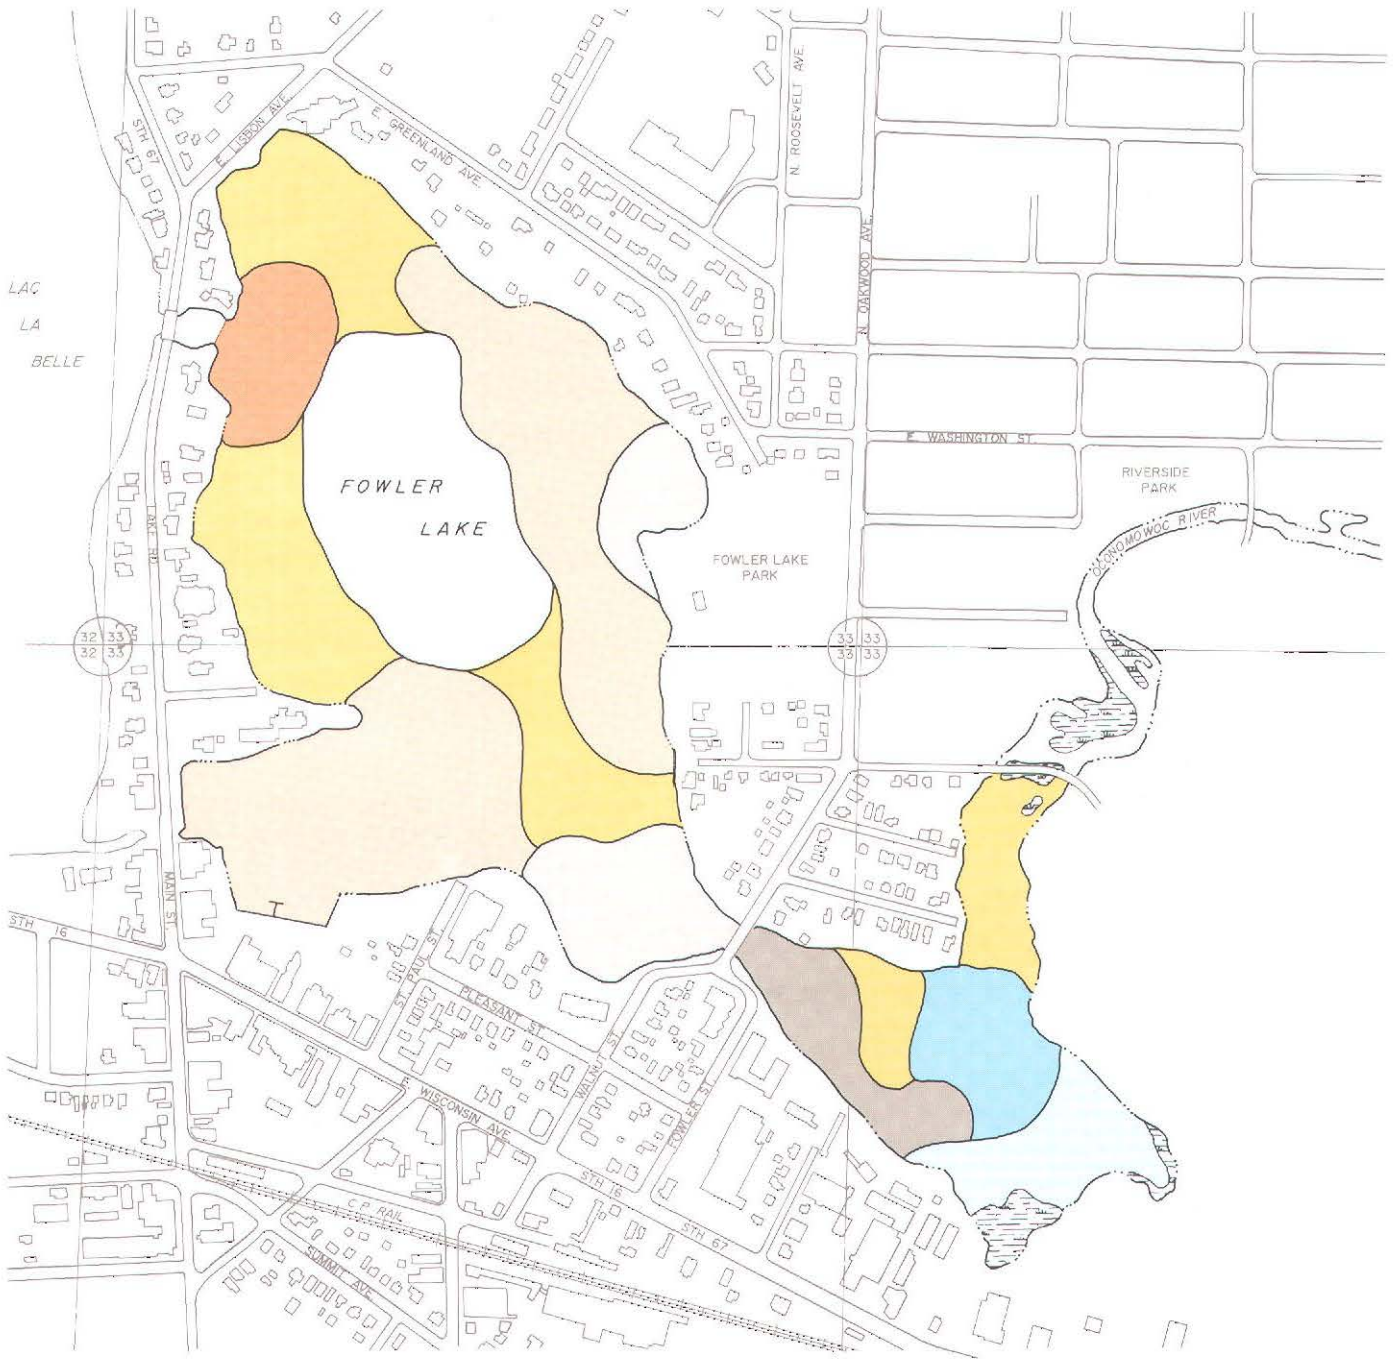 STH 67
E. LISBON AVE.
E. GREENLAND AVE.
N. ROOSEVELT AVE.
N. OAKWOOD AVE.
LAC
LA
BELLE
E. WASHINGTON ST.
RIVERSIDE
PARK
FOWLER
LAKE
LAKE RD.
OCONOMOWOC RIVER
FOWLER LAKE
PARK
32 33
32 33
33 33
33 33
MAIN ST.
STH 16
ST. PAUL ST.
PLEASANT ST.
WALNUT ST.
FOWLER ST.
E. WISCONSIN AVE.
STH 16
STH 67
C P RAIL
SUMMIT AVE.